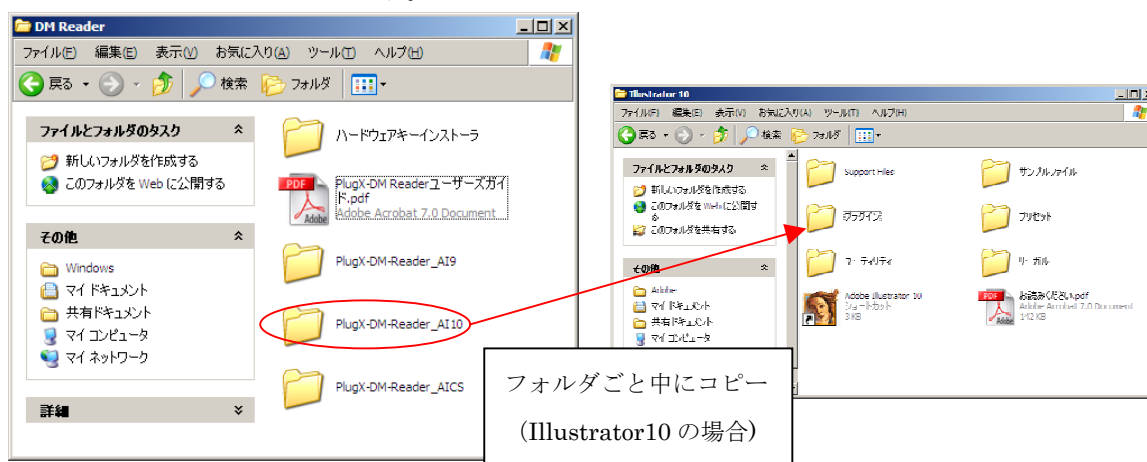 DM Reader
ファイル(F) 編集(E) 表示(V) お気に入り(A) ツール(T) ヘルプ(H)
戻る 検索 フォルダ
ファイルとフォルダのタスク
新しいフォルダを作成する
このフォルダを Web に公開する
その他
Windows
マイ ドキュメント
共有ドキュメント
マイ コンピュータ
マイ ネットワーク
詳細
ハードウェアキーインストーラ
PDF
Adobe
PlugX-DM Readerユーザーズガイ
ド.pdf
Adobe Acrobat 7.0 Document
PlugX-DM-Reader_AI9
PlugX-DM-Reader_AI10
PlugX-DM-Reader_AICS
Illustrator 10
ファイル(F) 編集(E) 表示(V) お気に入り(A) ツール(T) ヘルプ(H)
戻る 検索 フォルダ
ファイルとフォルダのタスク
新しいフォルダを作成する
このフォルダを Web に公開す
る
このフォルダを共有する
その他
Adobe
マイ ドキュメント
共有ドキュメント
マイ コンピュータ
Support Files
サンプルファイル
プラグイン
プリセット
ユーティリティ
リーガル
Adobe Illustrator 10
ショートカット
3 KB
PDF
Adobe
お読みください.pdf
Adobe Acrobat 7.0 Document
142 KB
フォルダごと中にコピー
(Illustrator10 の場合)